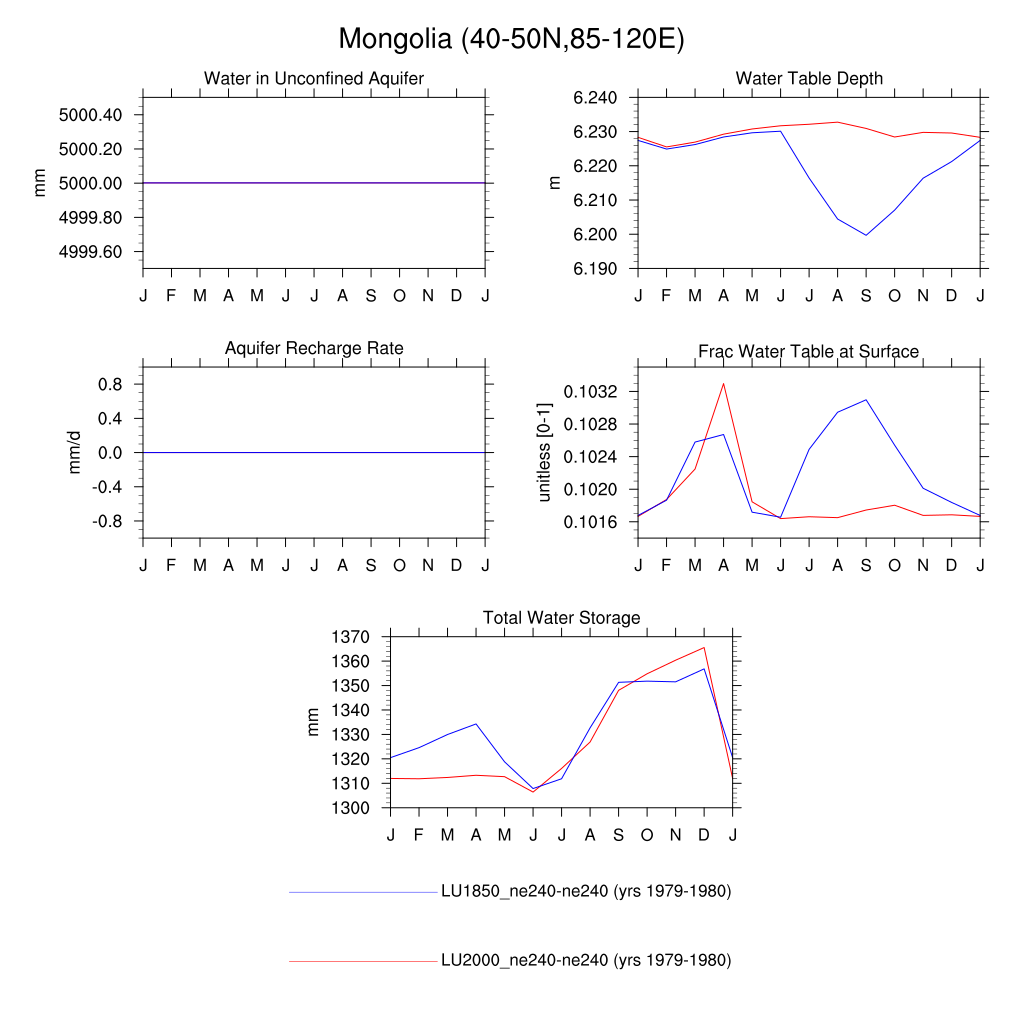 Mongolia (40-50N,85-120E)
Water in Unconfined Aquifer
5000.40
5000.20
5000.00
4999.80
4999.60
mm
J F M A M J J A S O N D J
Water Table Depth
6.240
6.230
6.220
6.210
6.200
6.190
m
J F M A M J J A S O N D J
Aquifer Recharge Rate
0.8
0.4
0.0
-0.4
-0.8
mm/d
J F M A M J J A S O N D J
Frac Water Table at Surface
0.1032
0.1028
0.1024
0.1020
0.1016
unitless [0-1]
J F M A M J J A S O N D J
Total Water Storage
1370
1360
1350
1340
1330
1320
1310
1300
mm
J F M A M J J A S O N D J
LU1850_ne240-ne240 (yrs 1979-1980)
LU2000_ne240-ne240 (yrs 1979-1980)